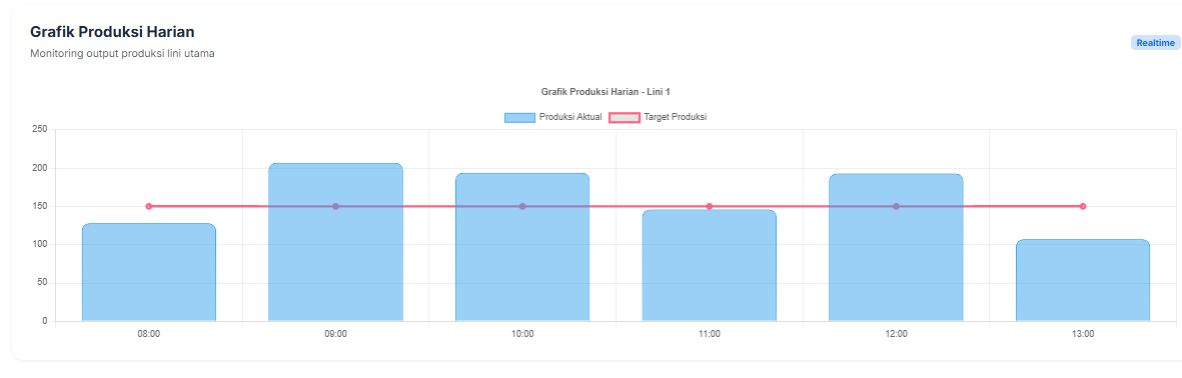 Grafik Produksi Harian
Monitoring output produksi lini utama
Realtime
Grafik Produksi Harian - Lini 1
Produksi Aktual Target Produksi
250
200
150
100
50
0
08:00 09:00 10:00 11:00 12:00 13:00